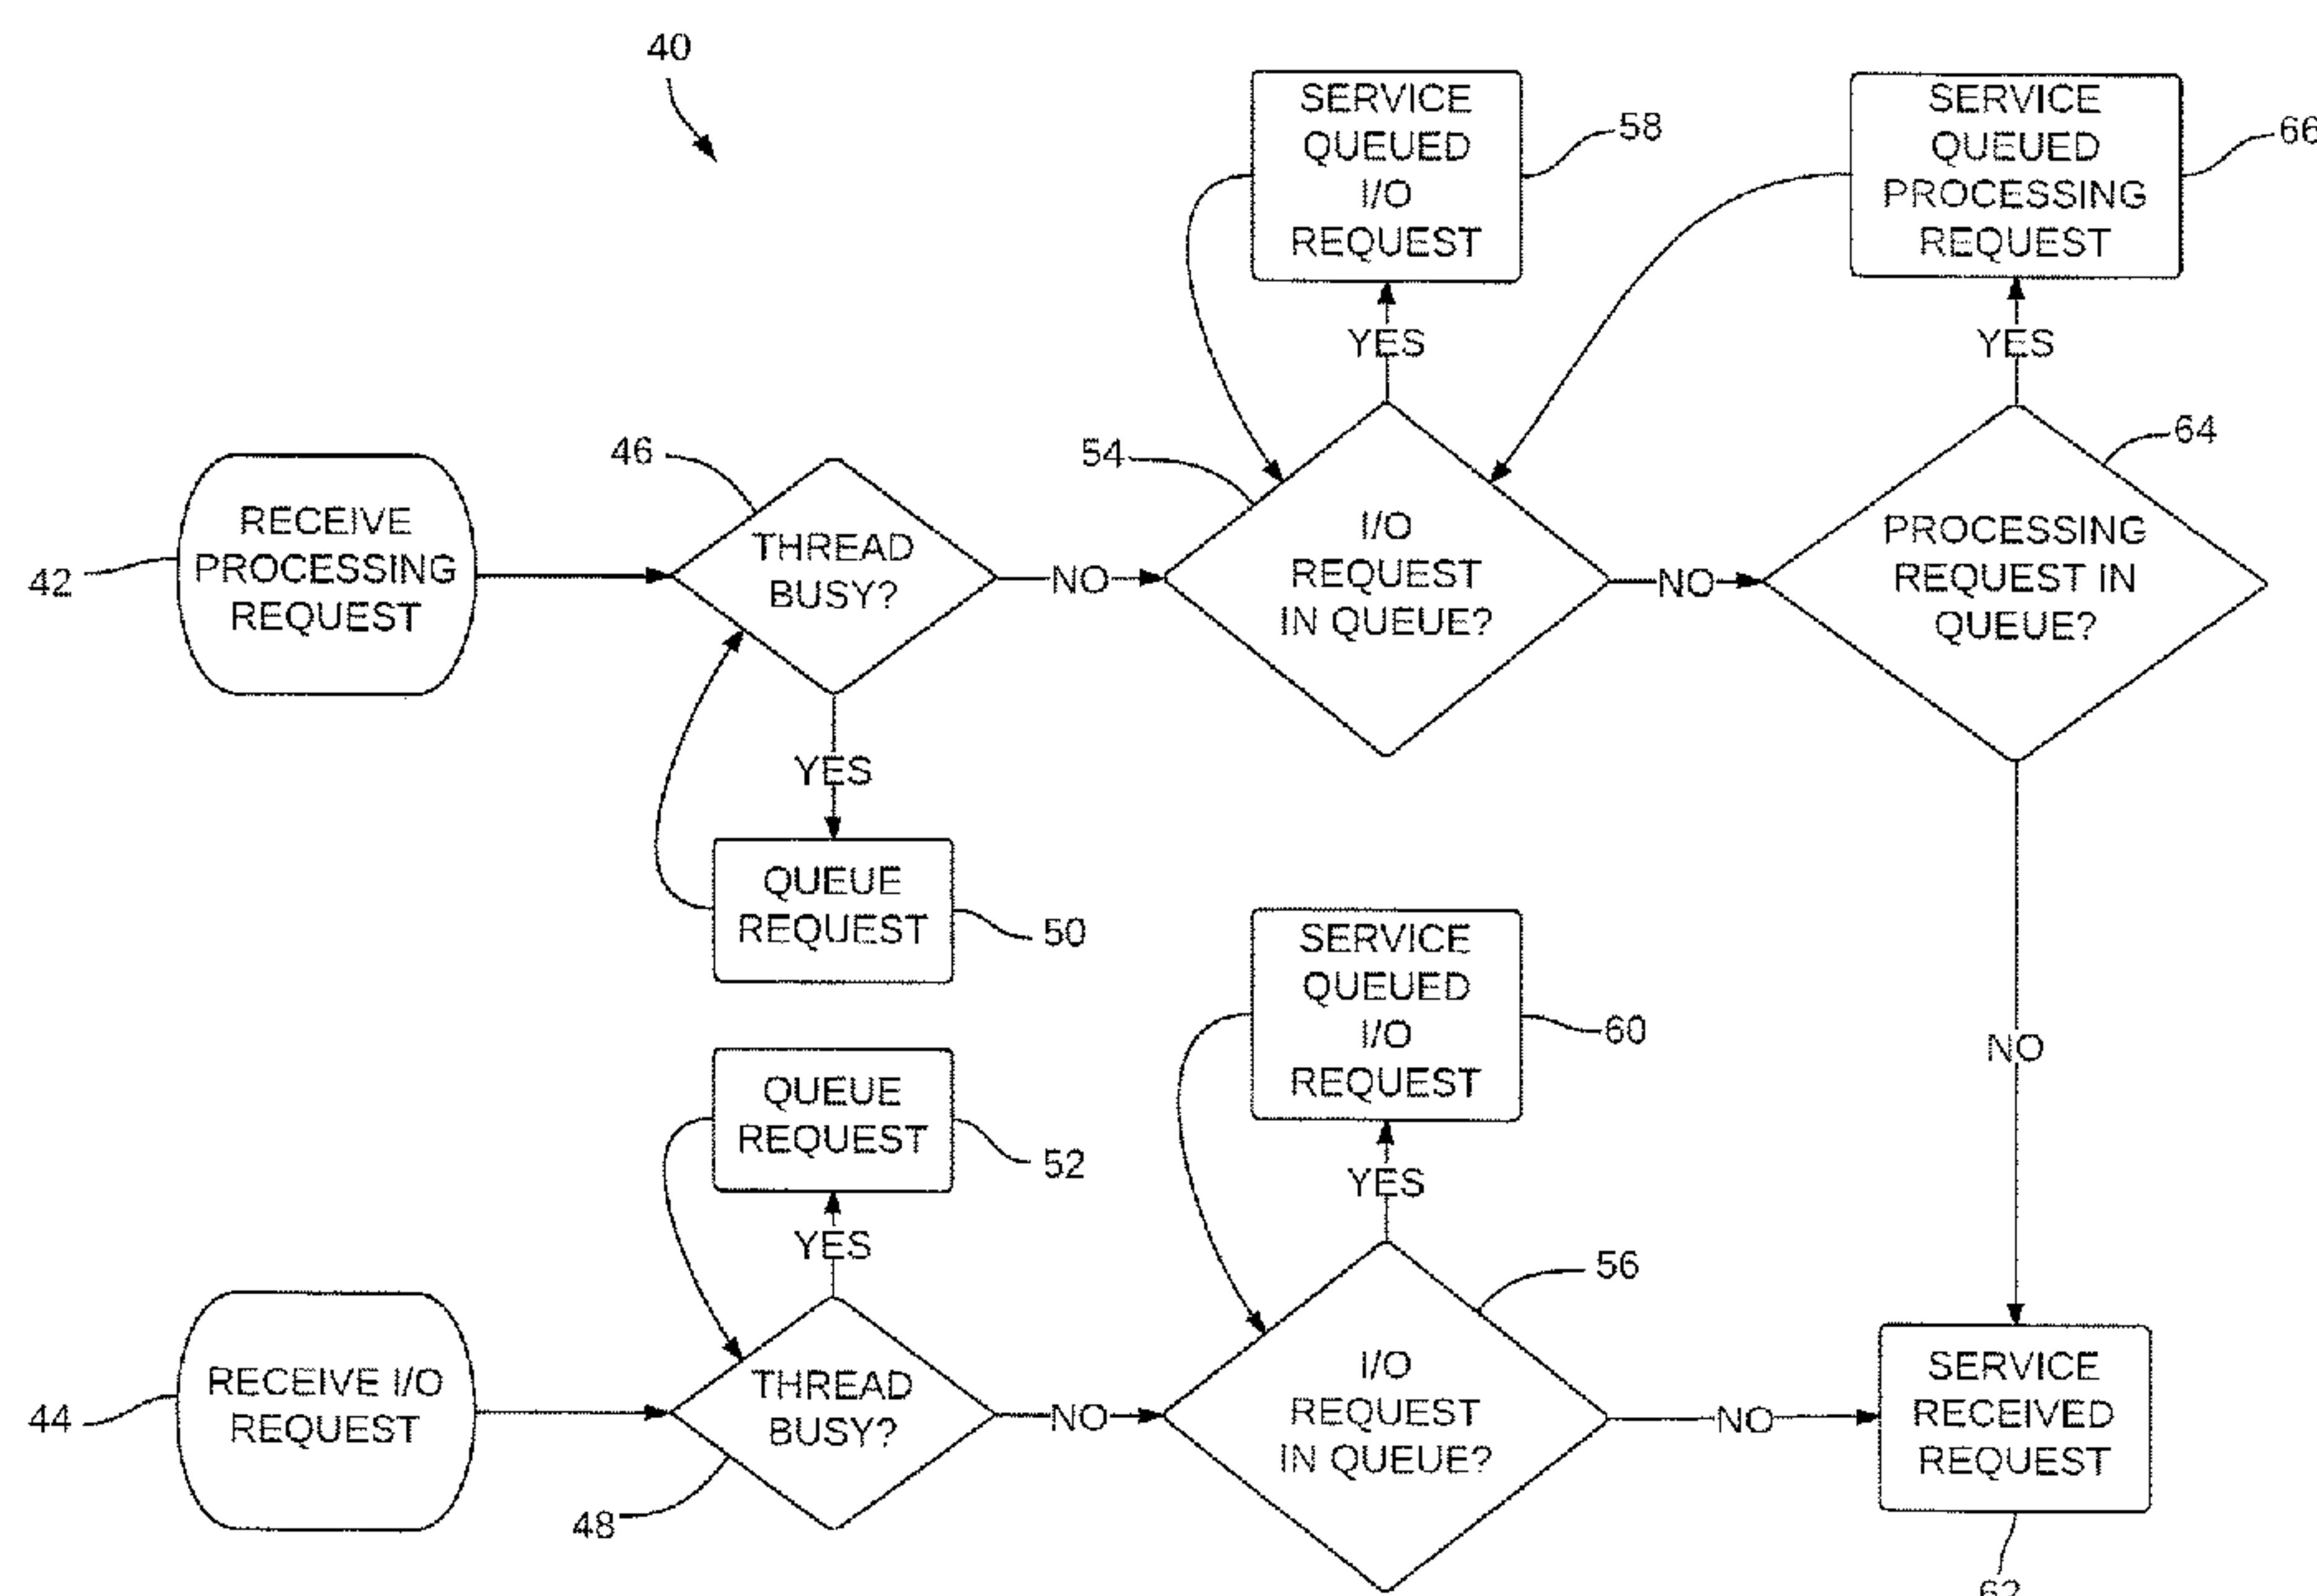 40
SERVICE
QUEUED
I/O
REQUEST
58
SERVICE
QUEUED
PROCESSING
REQUEST
66
YES
YES
42
RECEIVE
PROCESSING
REQUEST
46
THREAD
BUSY?
NO
54
I/O
REQUEST
IN QUEUE?
NO
64
PROCESSING
REQUEST IN
QUEUE?
YES
QUEUE
REQUEST
50
NO
QUEUE
REQUEST
52
YES
SERVICE
QUEUED
I/O
REQUEST
60
YES
44
RECEIVE I/O
REQUEST
THREAD
BUSY?
48
NO
I/O
REQUEST
IN QUEUE?
56
NO
SERVICE
RECEIVED
REQUEST
62